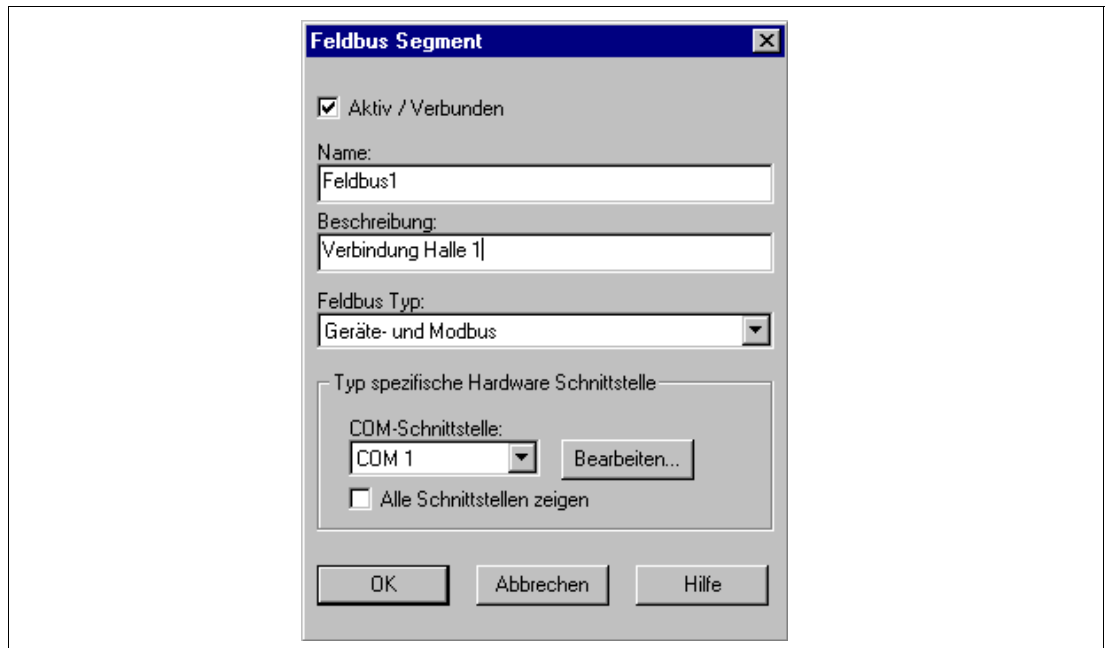 Feldbus Segment
Aktiv / Verbunden
Name:
Feldbus1
Beschreibung:
Verbindung Halle 1
Feldbus Typ:
Geräte- und Modbus
Typ spezifische Hardware Schnittstelle
COM-Schnittstelle:
COM 1 Bearbeiten...
Alle Schnittstellen zeigen
OK Abbrechen Hilfe